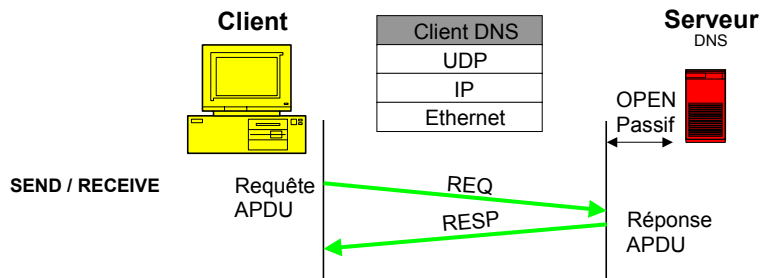 Client
Client DNS
UDP
IP
Ethernet
Serveur
DNS
OPEN
Passif
SEND / RECEIVE
Requête
APDU
REQ
RESP
Réponse
APDU